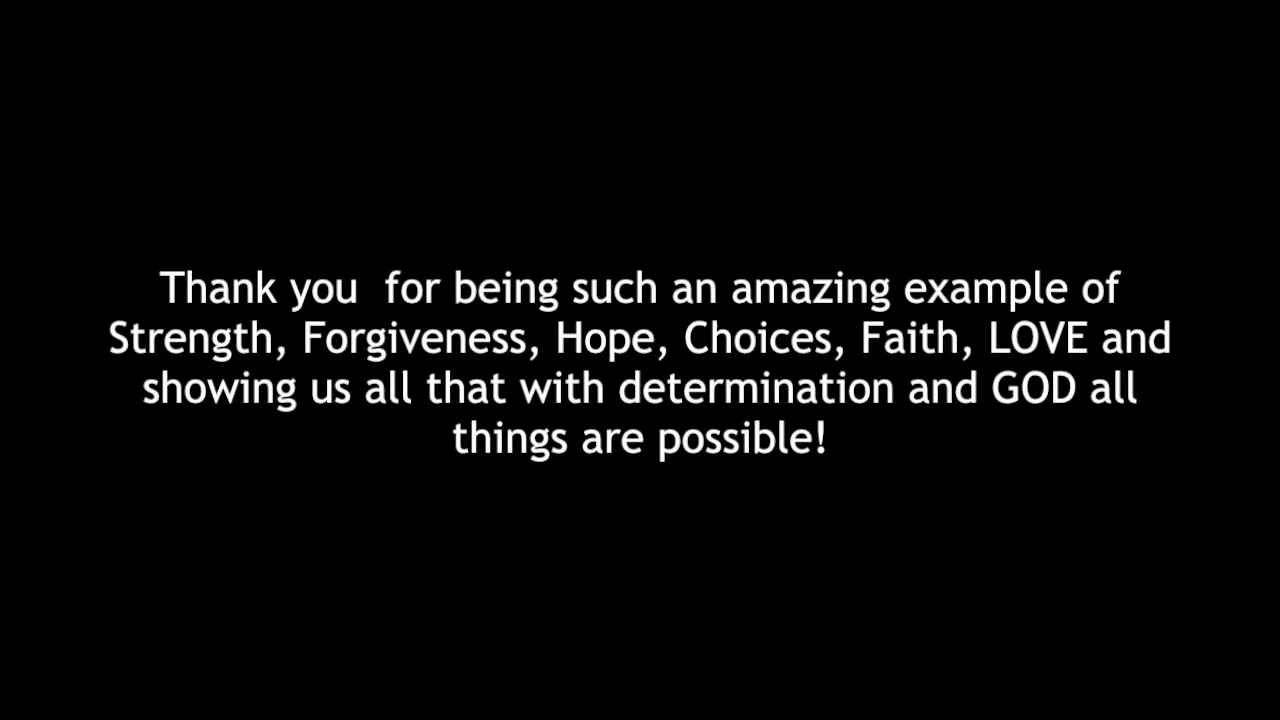 Thank you  for being such an amazing example of
Strength, Forgiveness, Hope, Choices, Faith, LOVE and
showing us all that with determination and GOD all
things are possible!